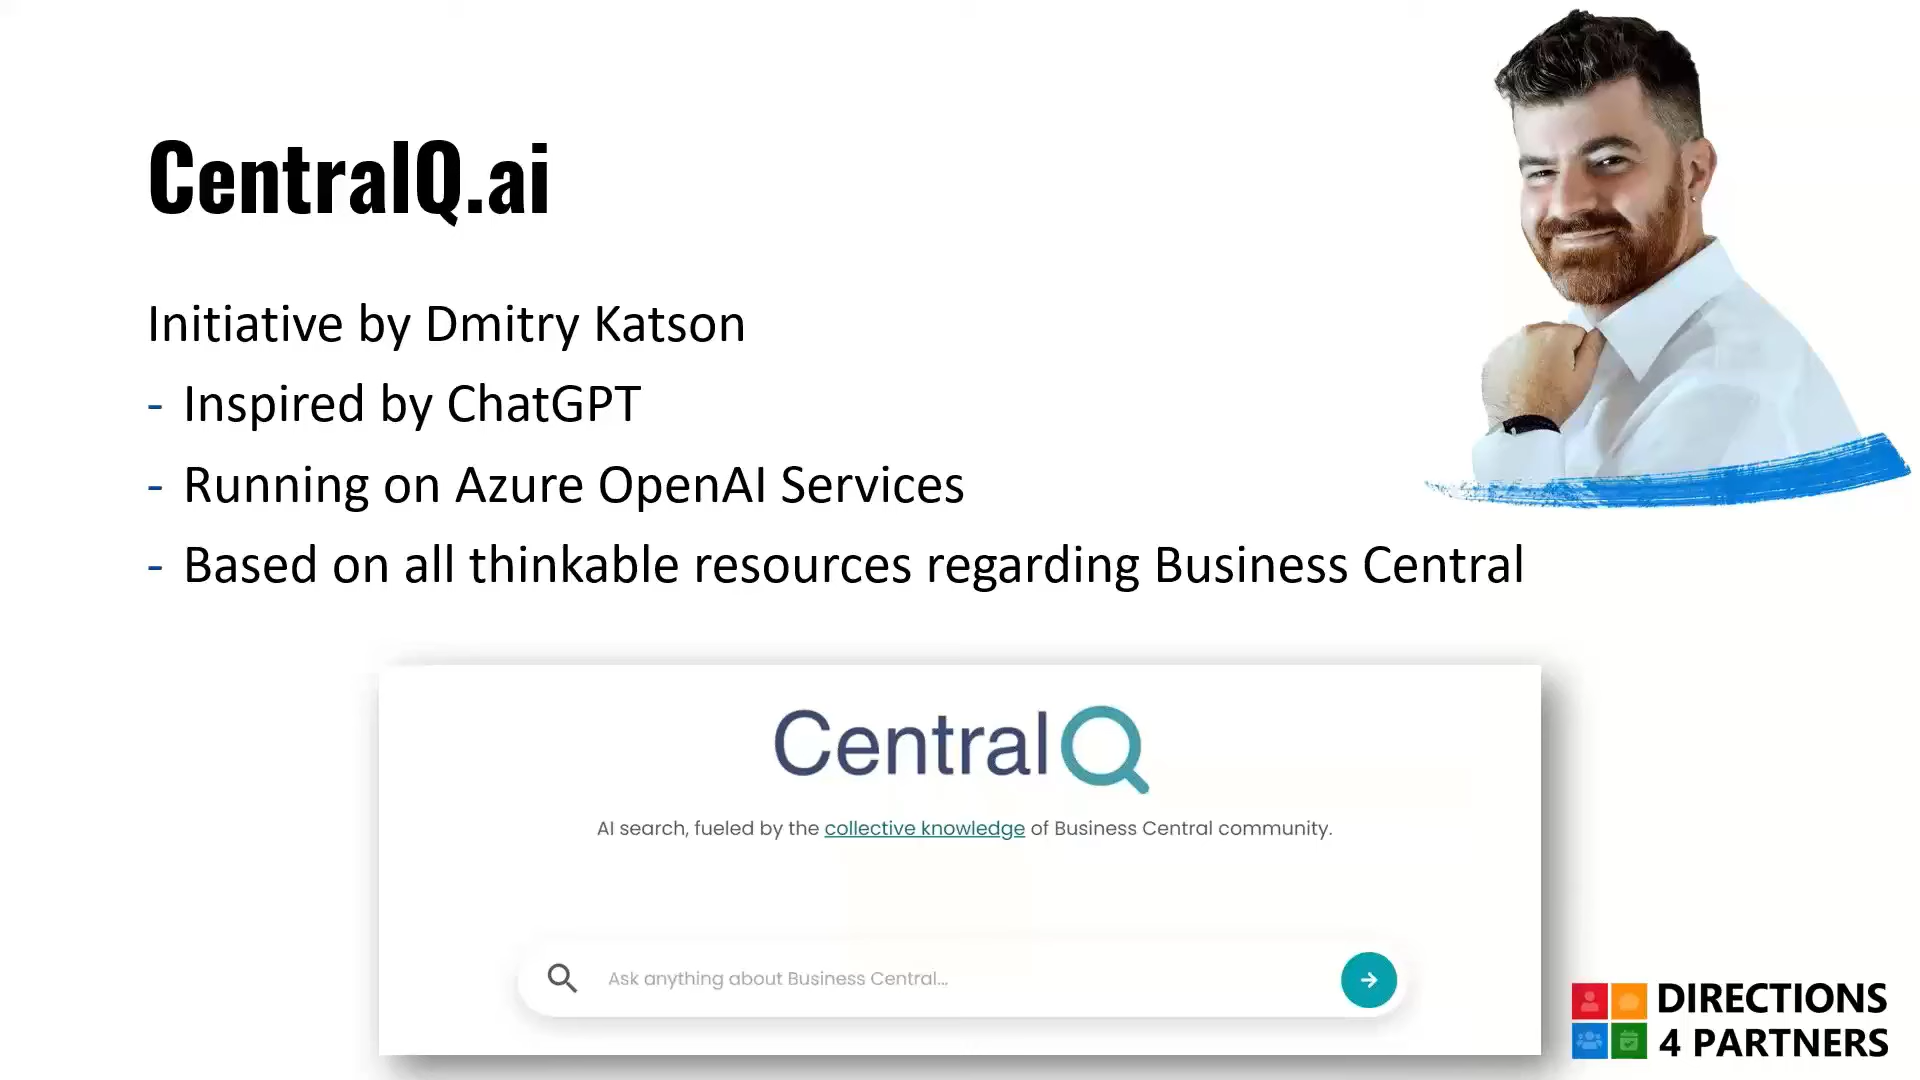 CentralQ.ai
Initiative by Dmitry Katson
- Inspired by ChatGPT
- Running on Azure OpenAI Services
- Based on all thinkable resources regarding Business Central
CentralQ
AI search, fueled by the collective knowledge of Business Central community.
Ask anything about Business Central...
DIRECTIONS
4 PARTNERS